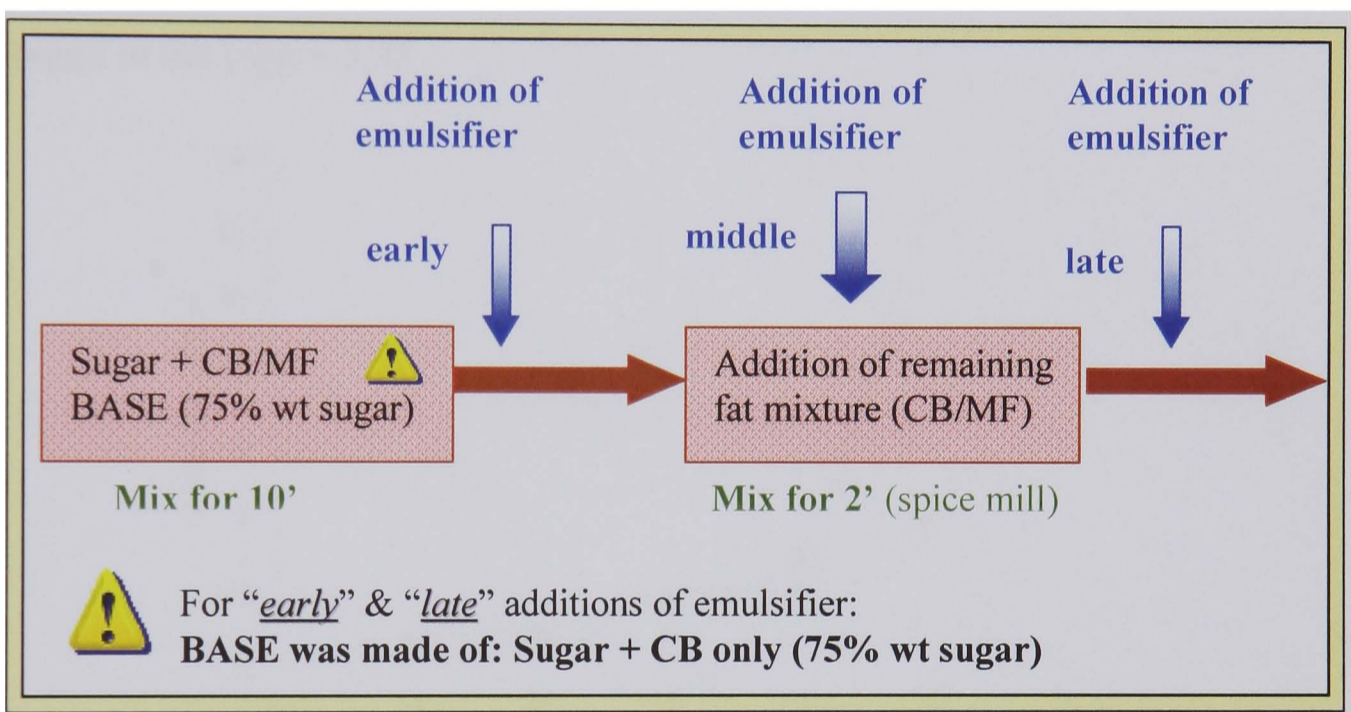 Addition of
emulsifier
Addition of
emulsifier
Addition of
emulsifier
early
middle
late
Sugar + CB/MF
BASE (75% wt sugar)
Addition of remaining
fat mixture (CB/MF)
Mix for 10’
Mix for 2’ (spice mill)
For “early” & “late” additions of emulsifier:
BASE was made of: Sugar + CB only (75% wt sugar)